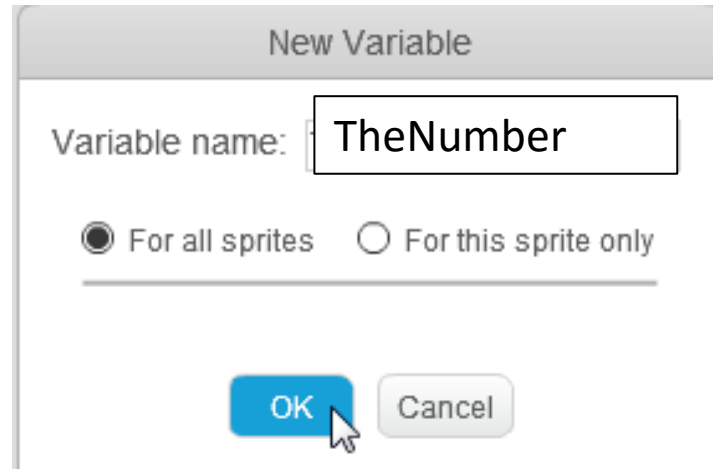 New Variable
Variable name: TheNumber
For all sprites For this sprite only
OK Cancel